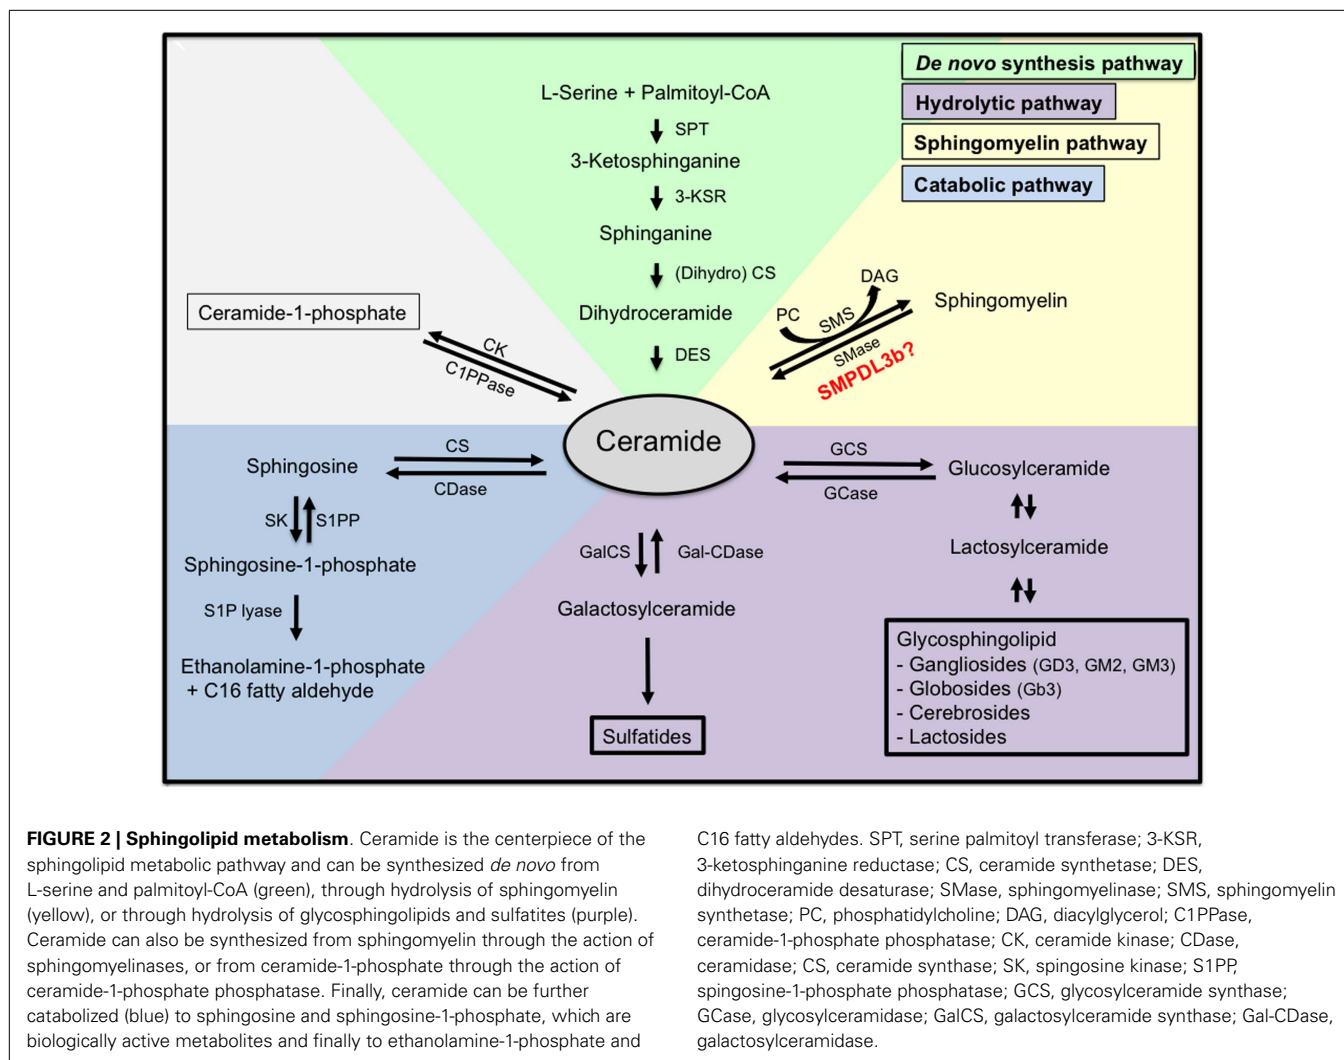 De novo synthesis pathway
Hydrolytic pathway
Sphingomyelin pathway
Catabolic pathway
L-Serine + Palmitoyl-CoA
SPT
3-Ketosphinganine
3-KSR
Sphinganine
(Dihydro) CS
Dihydroceramide
DES
Ceramide-1-phosphate
CK
C1PPase
PC
DAG
SMS
SMase
SMPDL3b?
Sphingomyelin
Ceramide
Sphingosine
CS
CDase
SK
S1PP
Sphingosine-1-phosphate
S1P lyase
Ethanolamine-1-phosphate
+ C16 fatty aldehyde
GalCS
Gal-CDase
Galactosylceramide
Sulfatides
GCS
GCase
Glucosylceramide
Lactosylceramide
Glycosphingolipid
- Gangliosides (GD3, GM2, GM3)
- Globosides (Gb3)
- Cerebrosides
- Lactosides
FIGURE 2 | Sphingolipid metabolism. Ceramide is the centerpiece of the
sphingolipid metabolic pathway and can be synthesized de novo from
L-serine and palmitoyl-CoA (green), through hydrolysis of sphingomyelin
(yellow), or through hydrolysis of glycosphingolipids and sulfatites (purple).
Ceramide can also be synthesized from sphingomyelin through the action of
sphingomyelinases, or from ceramide-1-phosphate through the action of
ceramide-1-phosphate phosphatase. Finally, ceramide can be further
catabolized (blue) to sphingosine and sphingosine-1-phosphate, which are
biologically active metabolites and finally to ethanolamine-1-phosphate and
C16 fatty aldehydes. SPT, serine palmitoyl transferase; 3-KSR,
3-ketosphinganine reductase; CS, ceramide synthetase; DES,
dihydroceramide desaturase; SMase, sphingomyelinase; SMS, sphingomyelin
synthetase; PC, phosphatidylcholine; DAG, diacylglycerol; C1PPase,
ceramide-1-phosphate phosphatase; CK, ceramide kinase; CDase,
ceramidase; CS, ceramide synthase; SK, spingosine kinase; S1PP,
spingosine-1-phosphate phosphatase; GCS, glycosylceramide synthase;
GCase, glycosylceramidase; GalCS, galactosylceramide synthase; Gal-CDase,
galactosylceramidase.